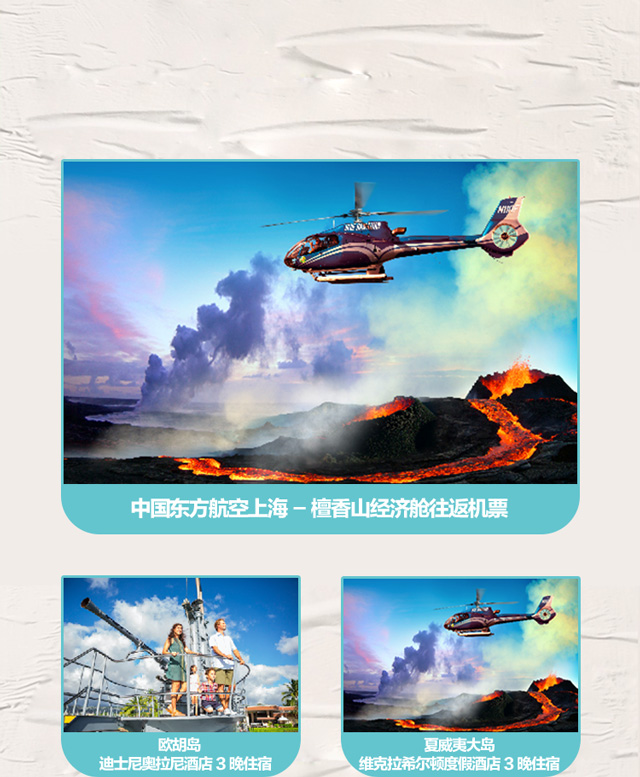 中国东方航空上海 – 檀香山经济舱往返机票
欧胡岛
迪士尼奥拉尼酒店 3 晚住宿
夏威夷大岛
维克拉希尔顿度假酒店 3 晚住宿